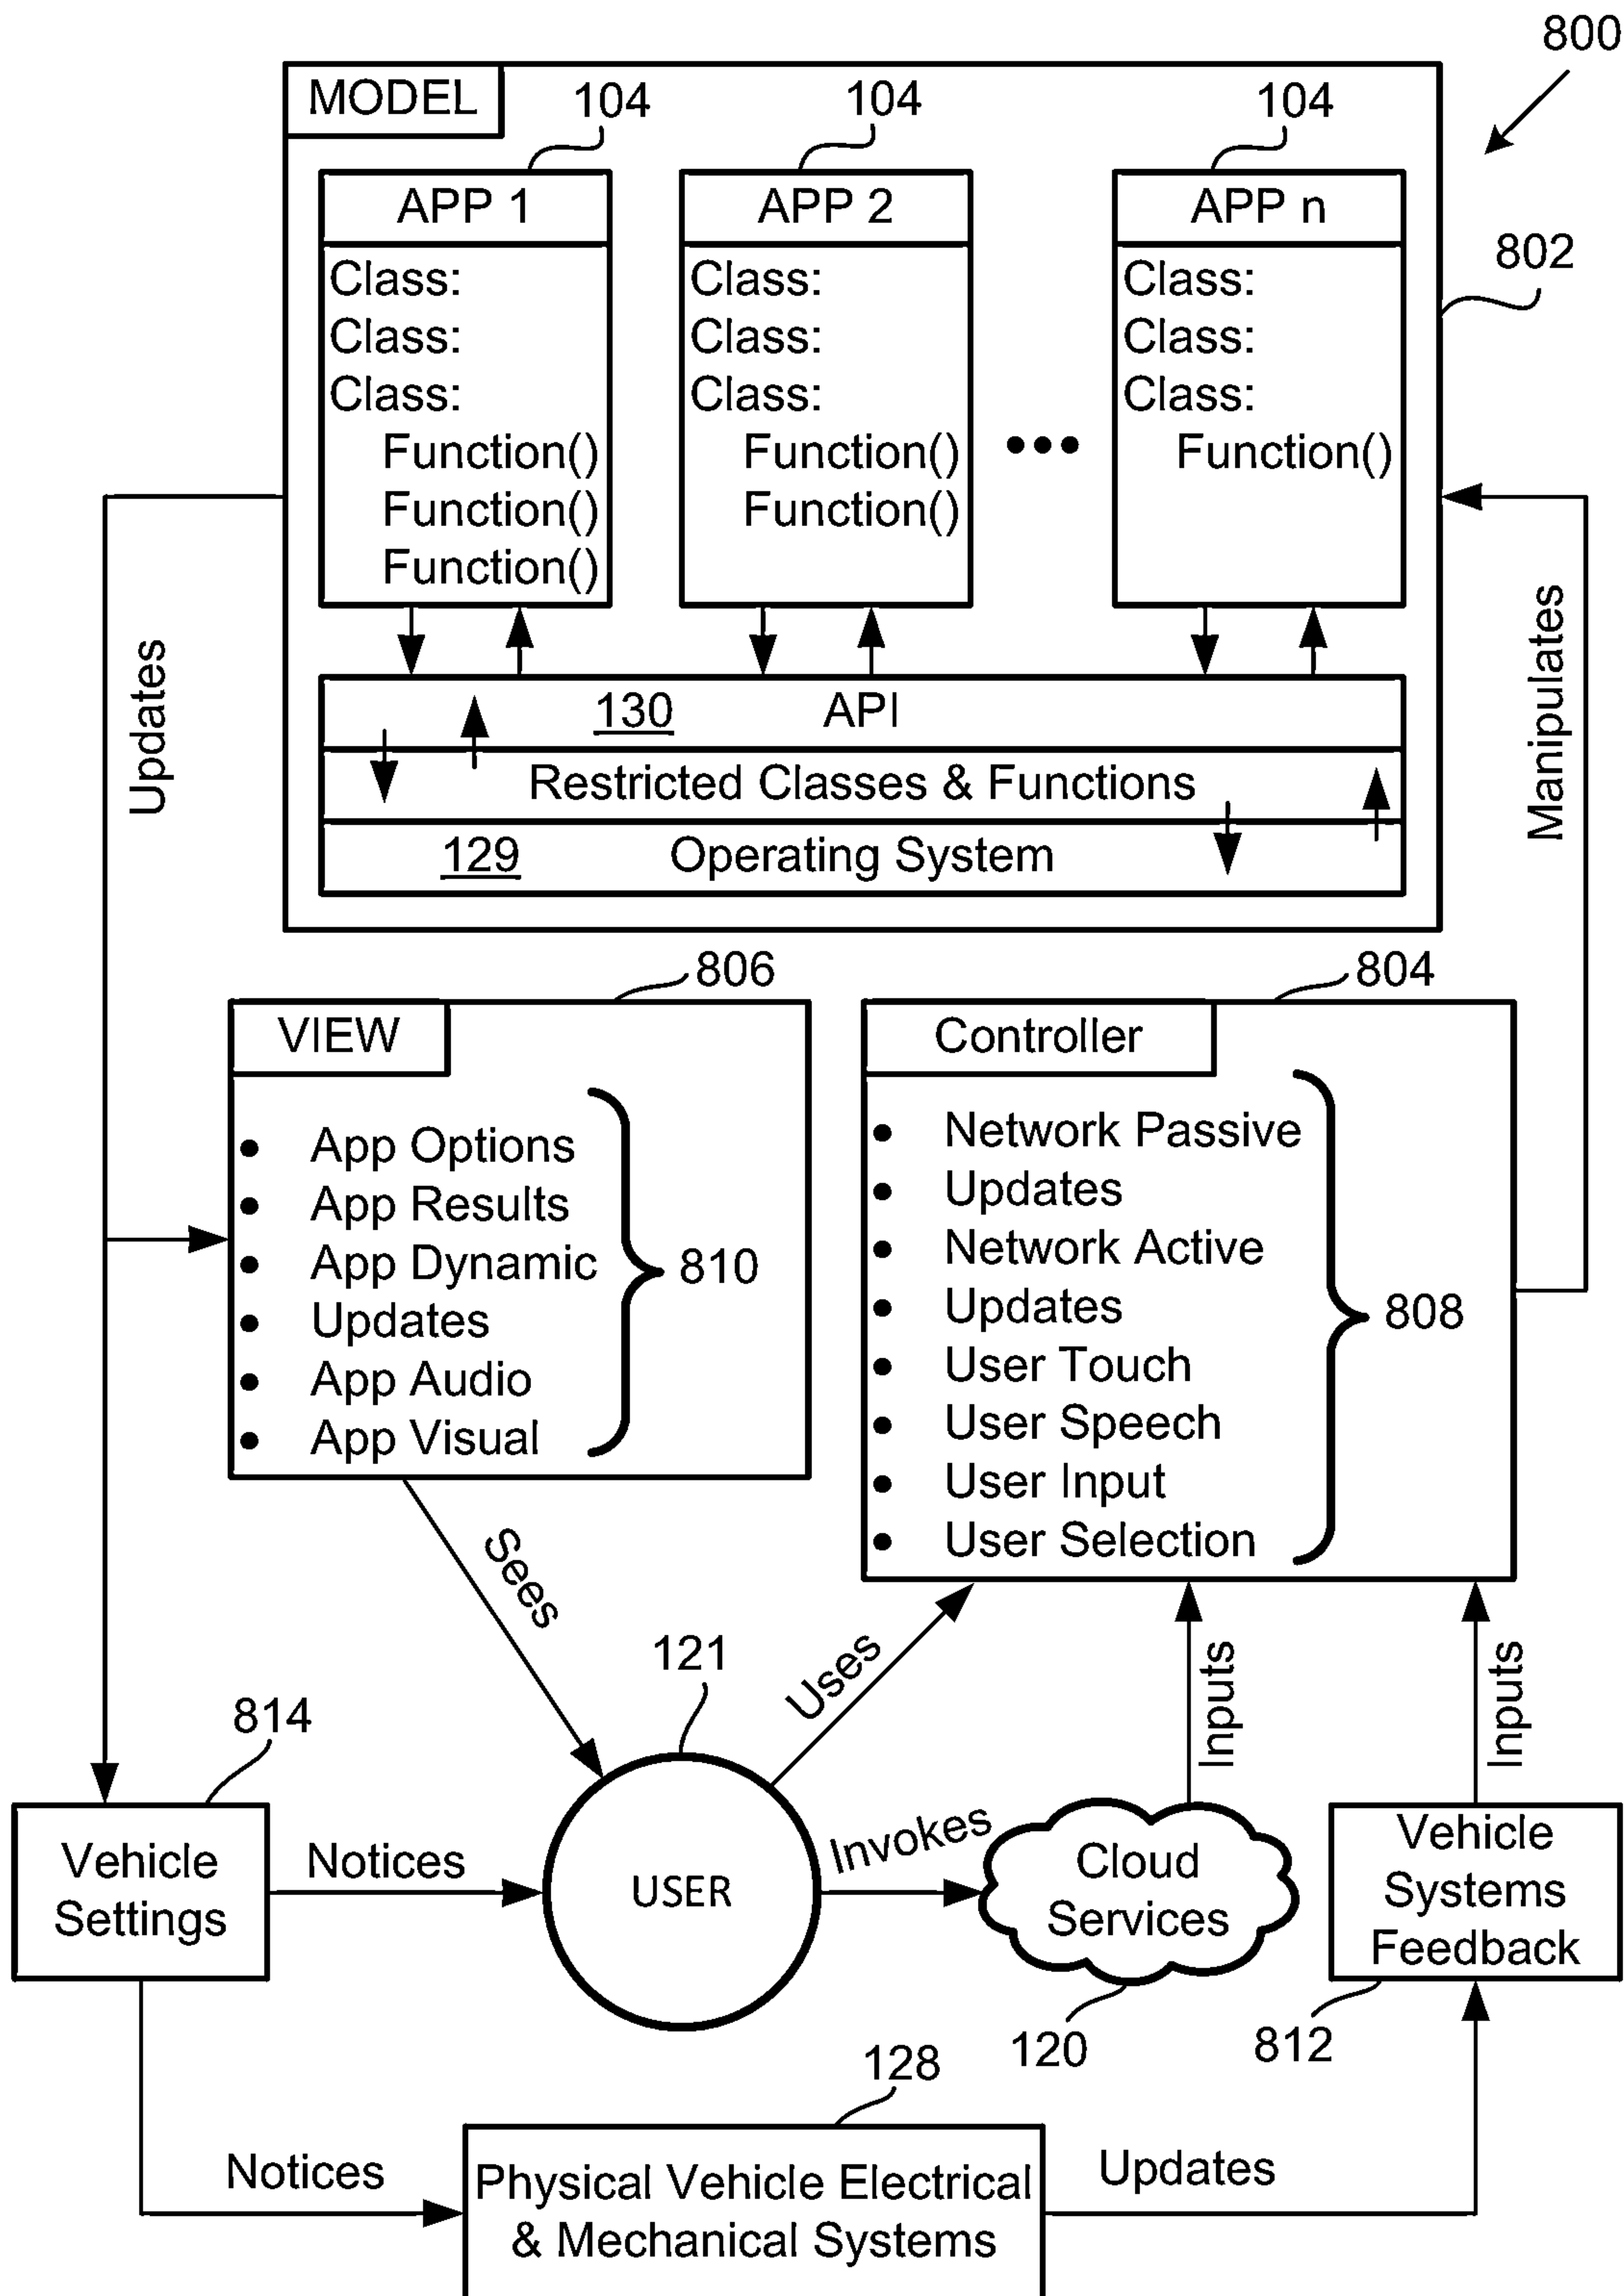 800
MODEL
104
104
104
APP 1
APP 2
APP n
802
Class:
Class:
Class:
Function()
Function()
Function()
Class:
Class:
Class:
Function()
Function()
•••
Class:
Class:
Class:
Function()
Updates
Manipulates
130 API
Restricted Classes & Functions
129 Operating System
806
VIEW
• App Options
• App Results
• App Dynamic
• Updates
• App Audio
• App Visual
810
804
Controller
• Network Passive
• Updates
• Network Active
• Updates
• User Touch
• User Speech
• User Input
• User Selection
808
Sees
Uses
Inputs
Inputs
121
814
Vehicle
Settings
Notices
USER
Invokes
Cloud
Services
Vehicle
Systems
Feedback
120
812
128
Notices
Physical Vehicle Electrical
& Mechanical Systems
Updates